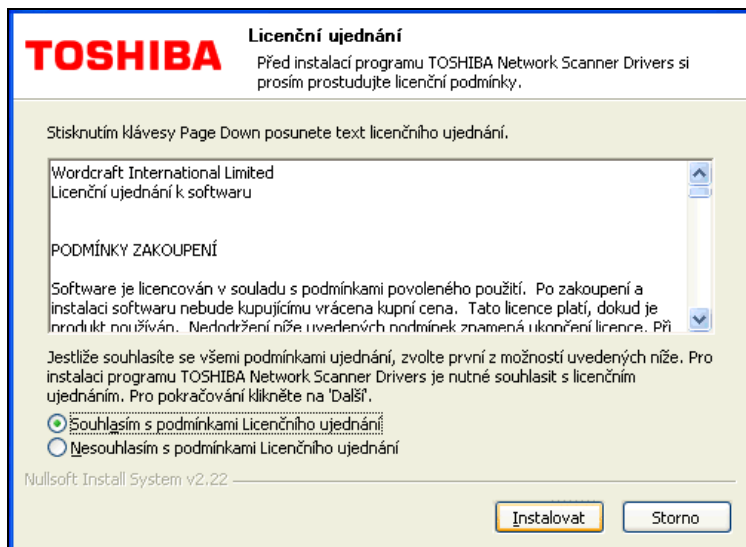 TOSHIBA
Licenční ujednání
Před instalací programu TOSHIBA Network Scanner Drivers si
prosím prostudujte licenční podmínky.
Stisknutím klávesy Page Down posunete text licenčního ujednání.
Wordcraft International Limited
Licenční ujednání k softwaru
PODMÍNKY ZAKOUPENÍ
Software je licencován v souladu s podmínkami povoleného použití. Po zakoupení a
instalaci softwaru nebude kupujícímu vrácena kupní cena. Tato licence platí, dokud je
produkt používán. Nedodržení níže uvedených podmínek znamená ukončení licence. Při
Jestliže souhlasíte se všemi podmínkami ujednání, zvolte první z možností uvedených níže. Pro
instalaci programu TOSHIBA Network Scanner Drivers je nutné souhlasit s licenčním
ujednáním. Pro pokračování klikněte na 'Další'.
Souhlasím s podmínkami Licenčního ujednání
Nesouhlasím s podmínkami Licenčního ujednání
Nullsoft Install System v2.22
Instalovat
Storno